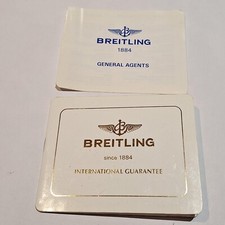 BREITLING
1884
GENERAL AGENTS
BREITLING
since 1884
INTERNATIONAL GUARANTEE